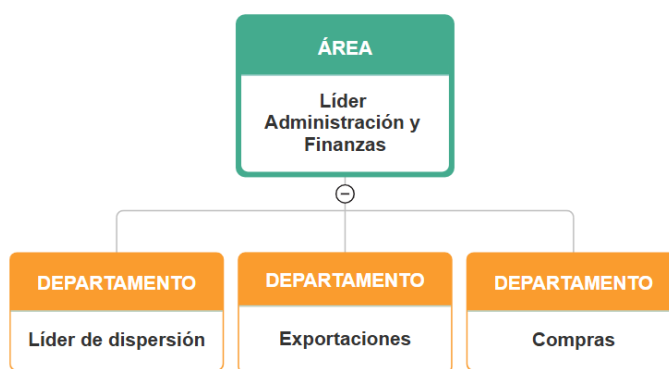 ÁREA
Líder
Administración y
Finanzas
DEPARTAMENTO
Líder de dispersión
DEPARTAMENTO
Exportaciones
DEPARTAMENTO
Compras